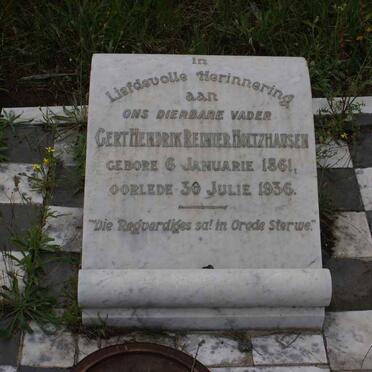 In
Liefdevolle Herinnering
aan
ONS DIERBARE VADER
GERT HENDRIK REINIER HOLTZHAUSEN
GEBORE 6 JANUARIE 1861,
OORLEDE 30 JULIE 1936.
"Die Regverdiges sal in Vrede Sterwe."